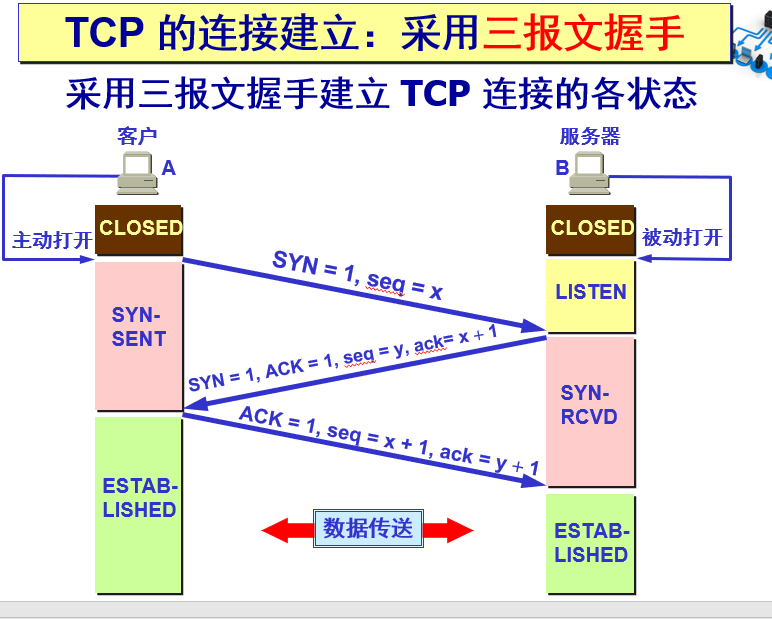 TCP 的连接建立：采用三报文握手
采用三报文握手建立 TCP 连接的各状态
客户
服务器
A
B
CLOSED
CLOSED
主动打开
被动打开
SYN = 1, seq = x
LISTEN
SYN-
SENT
SYN = 1, ACK = 1, seq = y, ack= x + 1
SYN-
RCVD
ACK = 1, seq = x + 1, ack = y + 1
ESTAB-
LISHED
数据传送
ESTAB-
LISHED